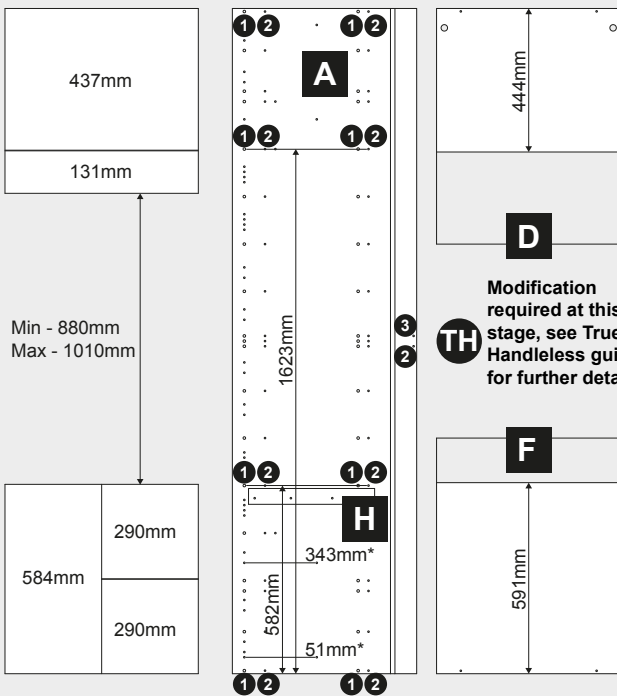 437mm
131mm
Min - 880mm
Max - 1010mm
584mm
290mm
290mm
1 2 1 2
A
1 2 1 2
1623mm
3
2
1 2 1 2
H
343mm*
582mm
51mm*
1 2 1 2
444mm
D
TH
Modification
required at this
stage, see True
Handleless
for further
F
591mm